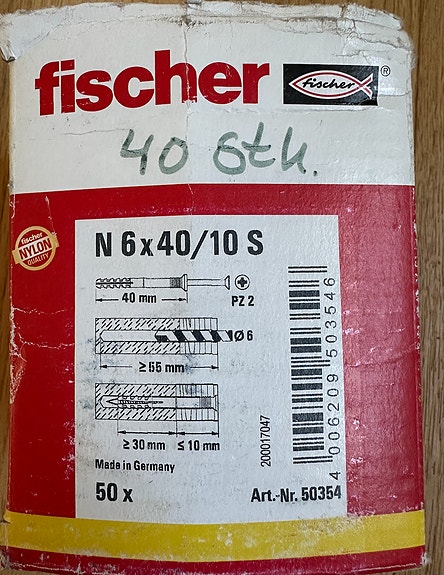 fischer
fischer ®
40 Stk.
fischer
NYLON
QUALITY
N 6 x 40/10 S
40 mm
PZ 2
Ø 6
≥ 55 mm
≥ 30 mm ≤ 10 mm
Made in Germany
50 x
Art.-Nr. 50354
200017047
4 006209 503546